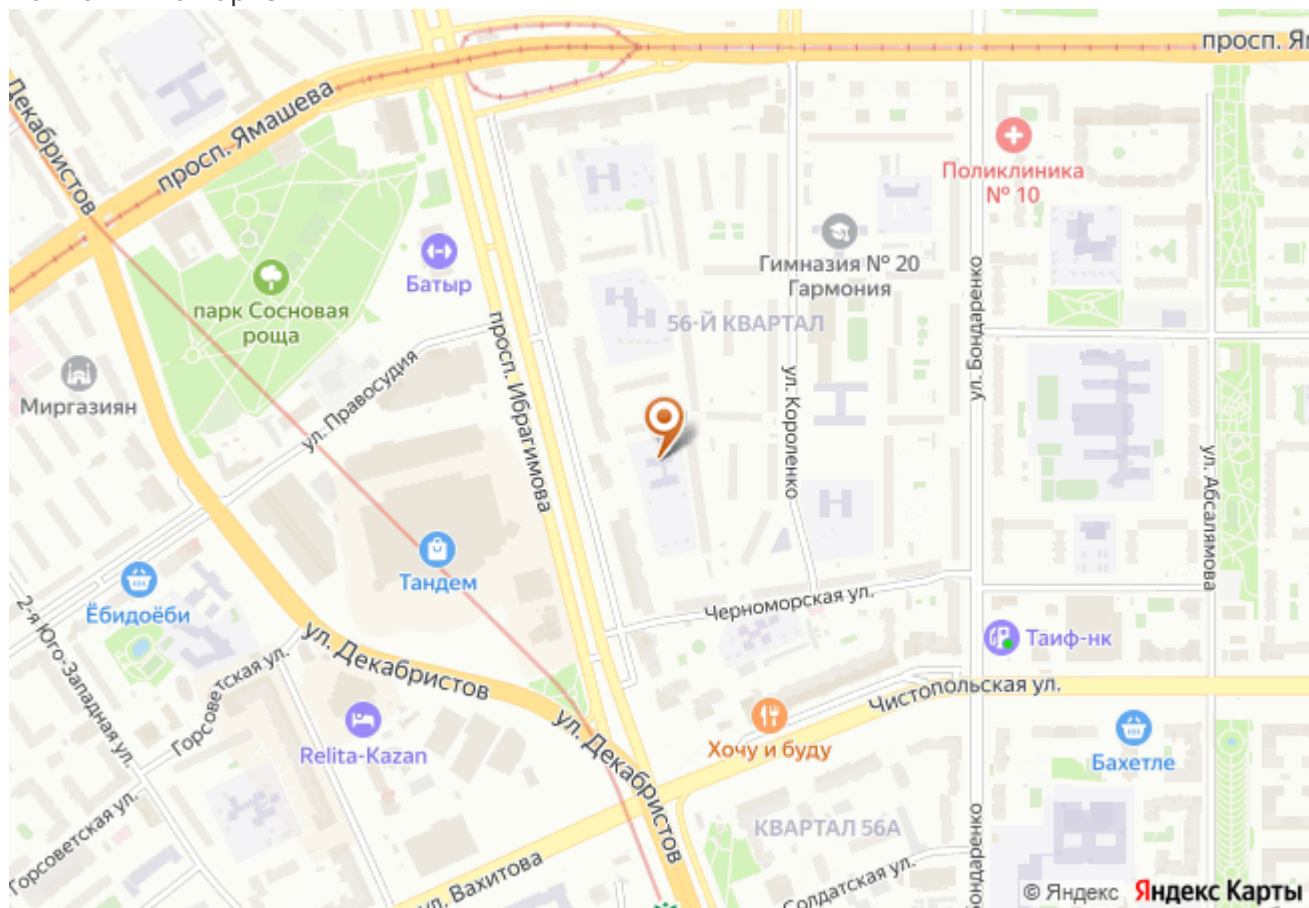 просп. Ямашева
Декабристов
Поликлиника
№ 10
Гимназия № 20
Гармония
Батыр
парк Сосновая
роща
56-Й КВАРТАЛ
ул. Бондаренко
просп. Ибрагимова
ул. Правосудия
Миргазиян
ул. Короленко
ул. Абсалямова
Тандем
Ёбидоёби
Черноморская ул.
Таиф-нк
2-я Юго-Западная ул.
ул. Декабристов
Горсоветская ул.
Чистопольская ул.
Relita-Kazan
ул. Декабристов
Хочу и буду
Бахетле
КВАРТАЛ 56А
Горсоветская ул.
ул. Вахитова
Солдатская ул.
Бондаренко
© Яндекс Яндекс Карты